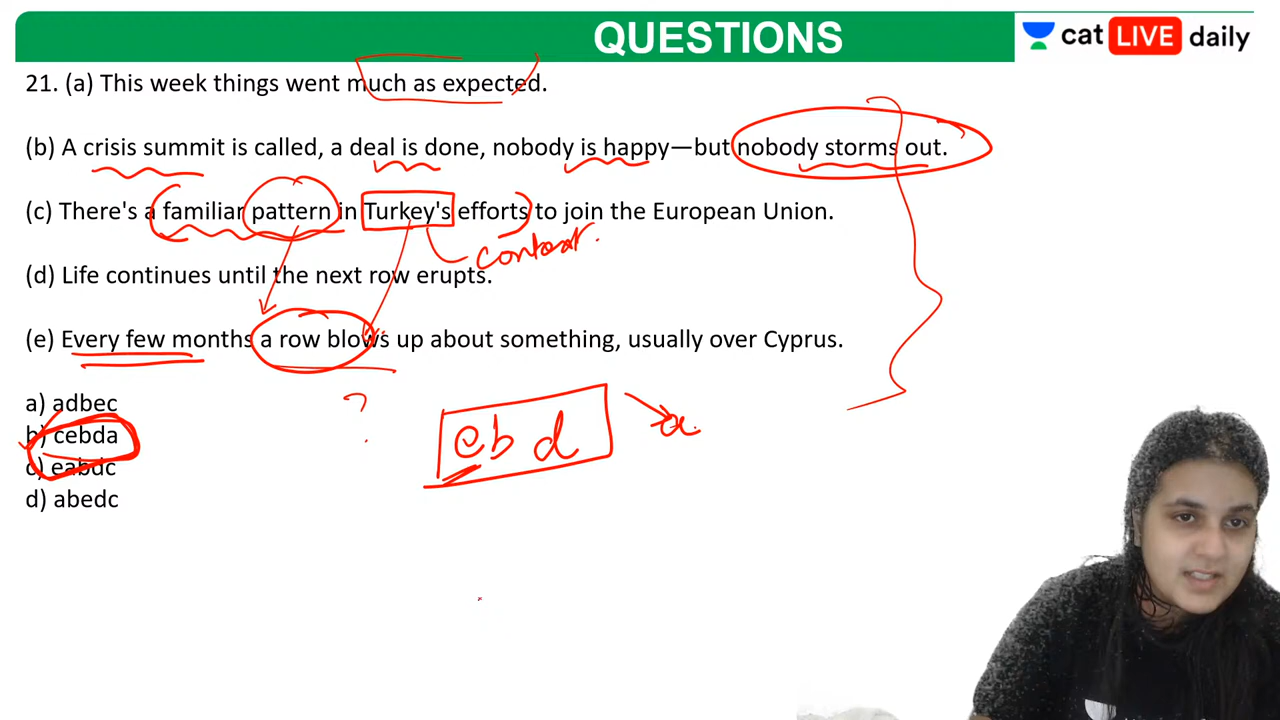 QUESTIONS
cat LIVE daily
21. (a) This week things went much as expected.
(b) A crisis summit is called, a deal is done, nobody is happy—but nobody storms out.
(c) There's a familiar pattern in Turkey's efforts to join the European Union.
context.
(d) Life continues until the next row erupts.
(e) Every few months a row blows up about something, usually over Cyprus.
a) adbec
?
b) cebda
e b d
a.
c) eabdc
d) abedc